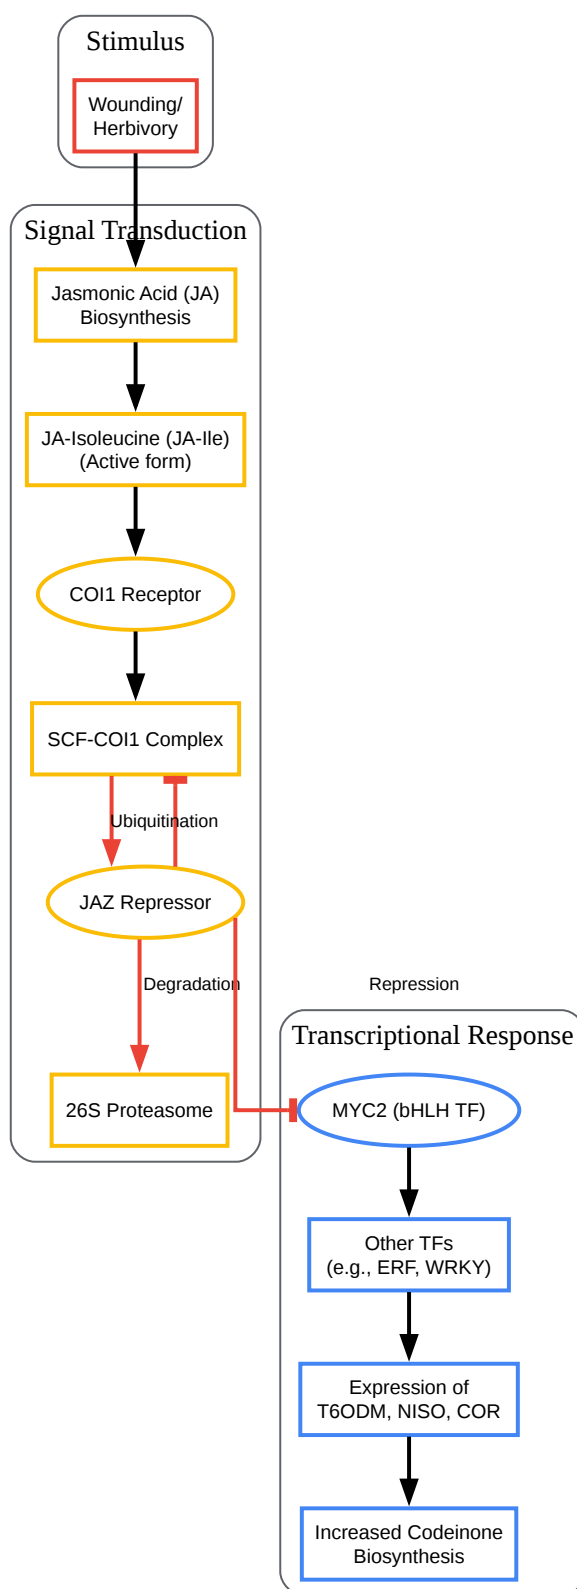 Stimulus
Wounding/
Herbivory
Signal Transduction
Jasmonic Acid (JA)
Biosynthesis
JA-Isoleucine (JA-Ile)
(Active form)
COI1 Receptor
SCF-COI1 Complex
Ubiquitination
JAZ Repressor
Degradation
Repression
Transcriptional Response
26S Proteasome
MYC2 (bHLH TF)
Other TFs
(e.g., ERF, WRKY)
Expression of
T6ODM, NISO, COR
Increased Codeinone
Biosynthesis